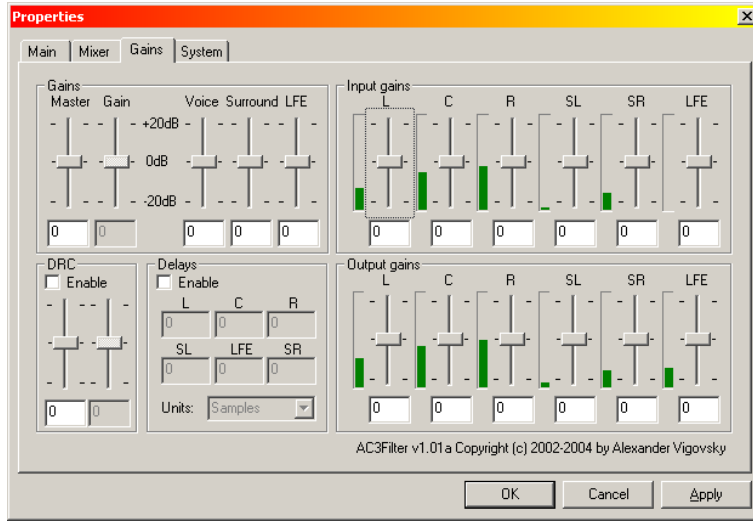 Properties
Main Mixer Gains System
Gains
Master Gain Voice Surround LFE
+20dB
0dB
-20dB
0 0 0 0 0
Input gains
L C R SL SR LFE
0 0 0 0 0 0
DRC
Enable
0 0
Delays
Enable
L C R
0 0 0
SL LFE SR
0 0 0
Units: Samples
Output gains
L C R SL SR LFE
0 0 0 0 0 0
AC3Filter v1.01a Copyright (c) 2002-2004 by Alexander Vigovsky
OK Cancel Apply